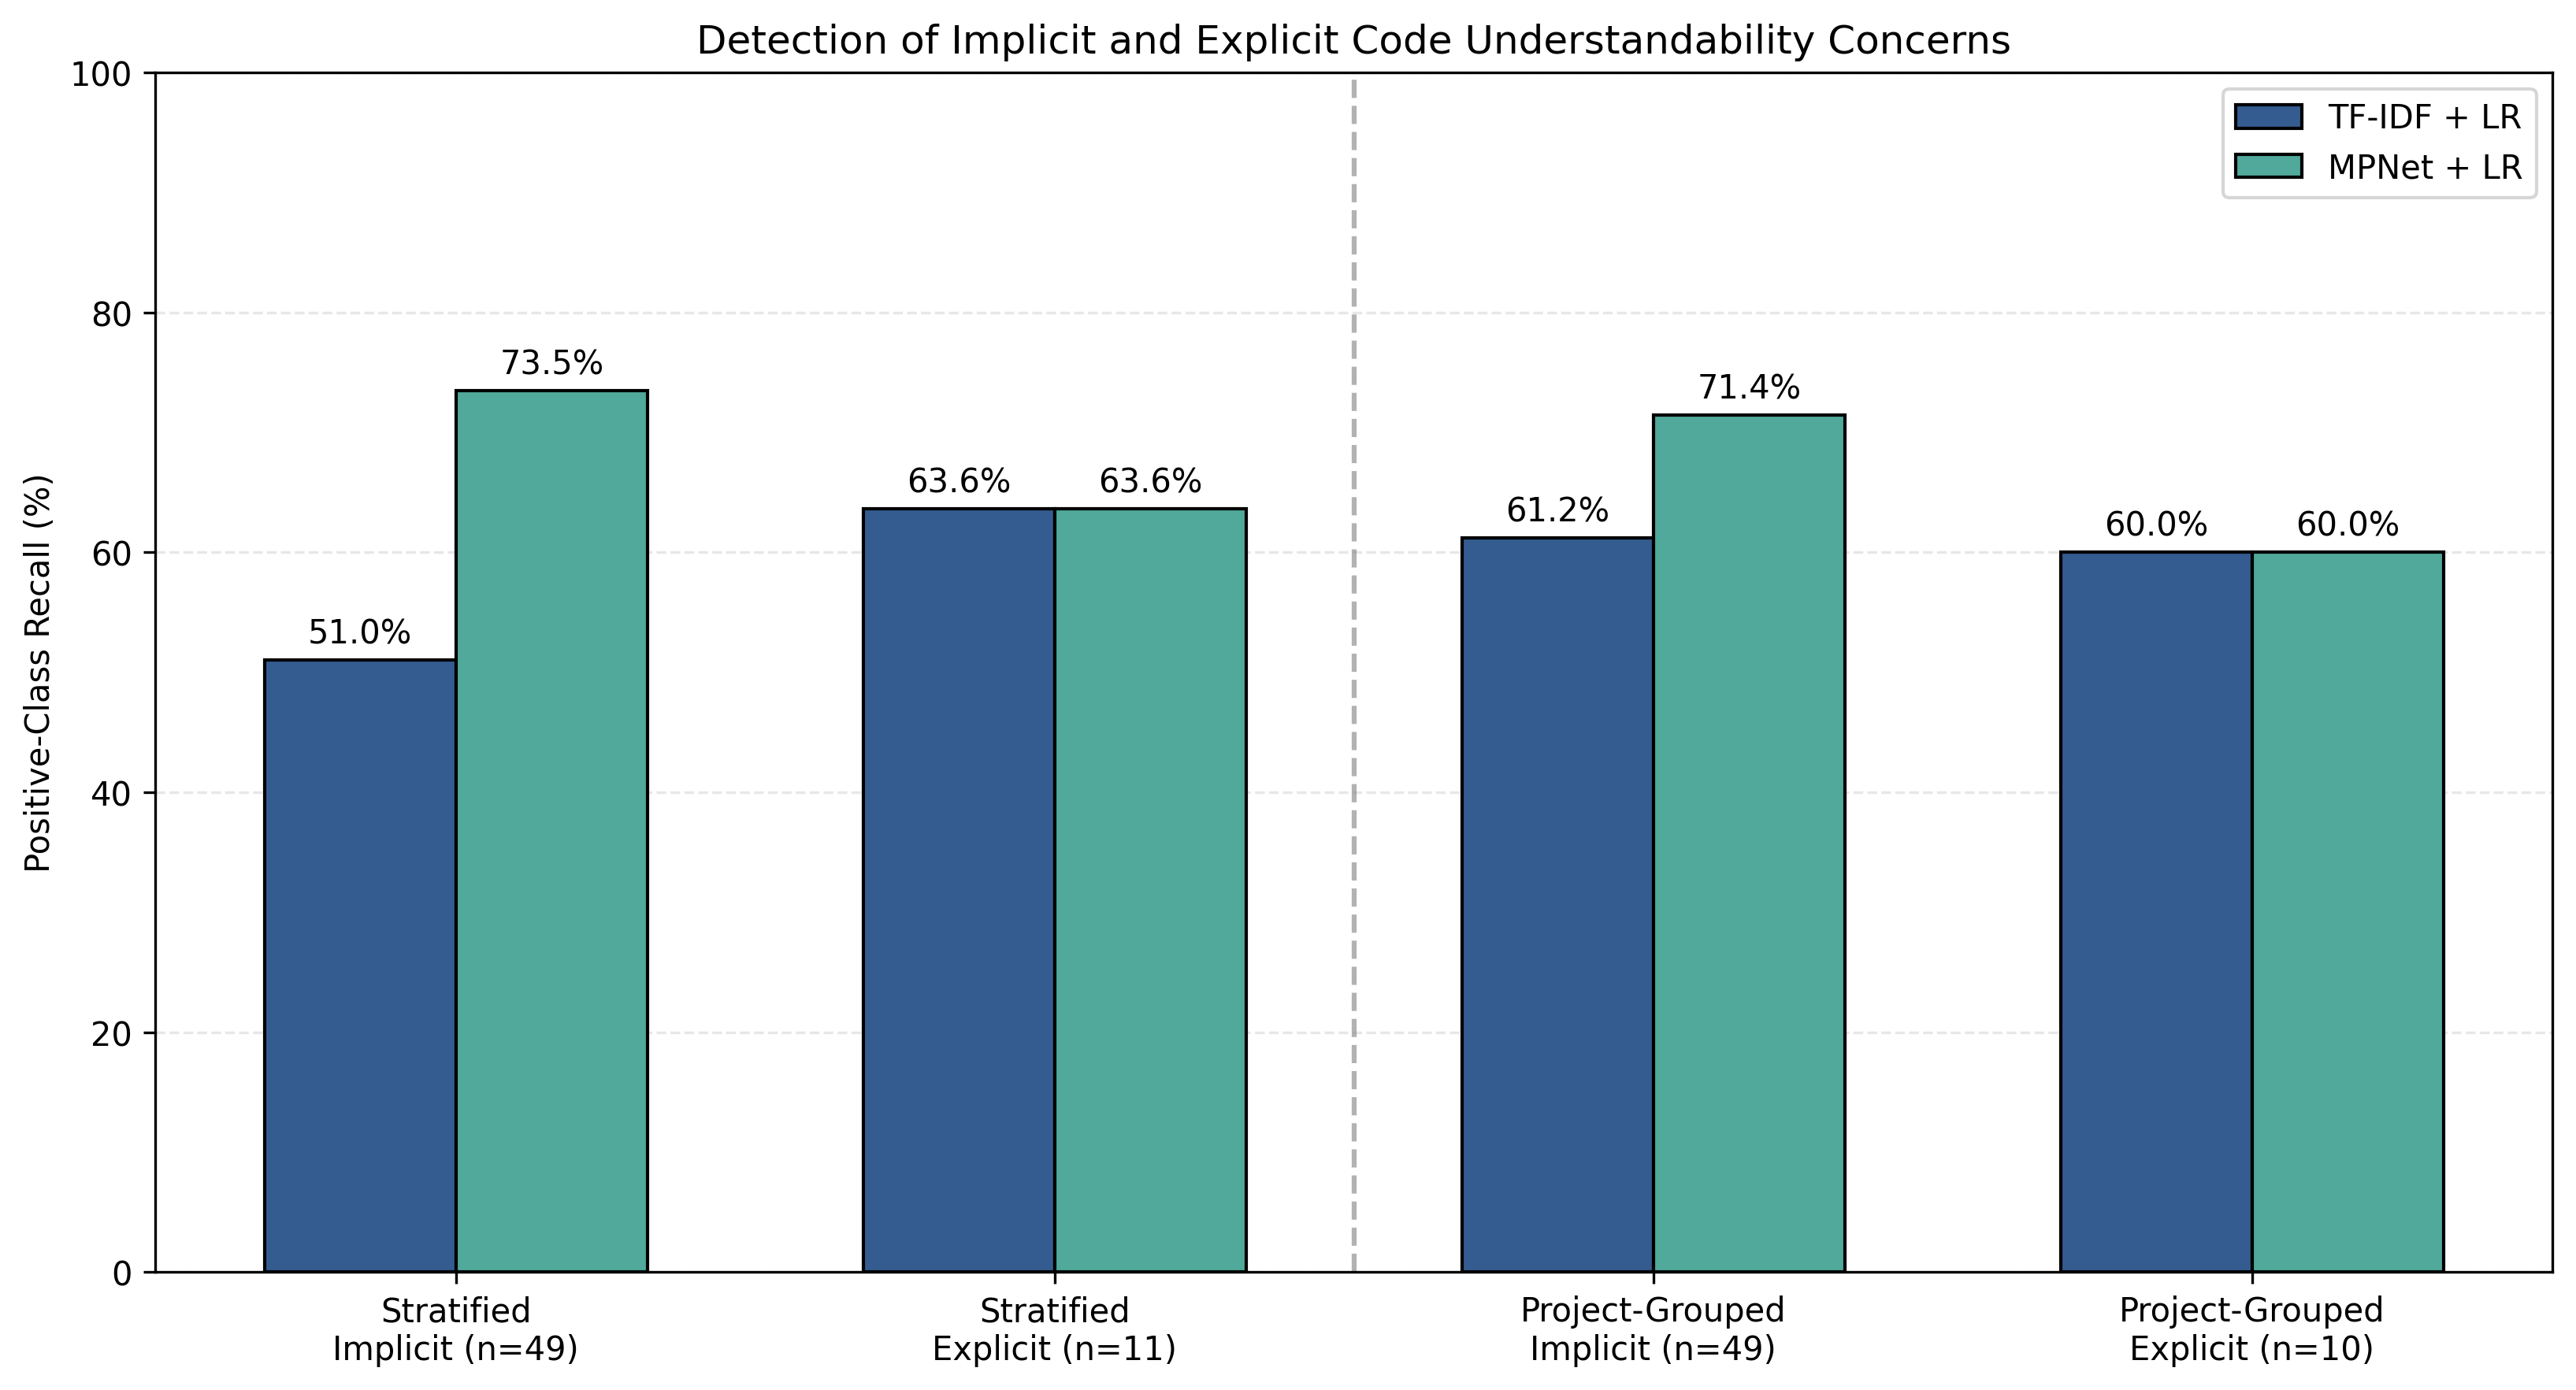 Detection of Implicit and Explicit Code Understandability Concerns
TF-IDF + LR
MPNet + LR
Positive-Class Recall (%)
100
80
60
40
20
0
51.0%
73.5%
63.6%
63.6%
61.2%
71.4%
60.0%
60.0%
Stratified
Implicit (n=49)
Stratified
Explicit (n=11)
Project-Grouped
Implicit (n=49)
Project-Grouped
Explicit (n=10)